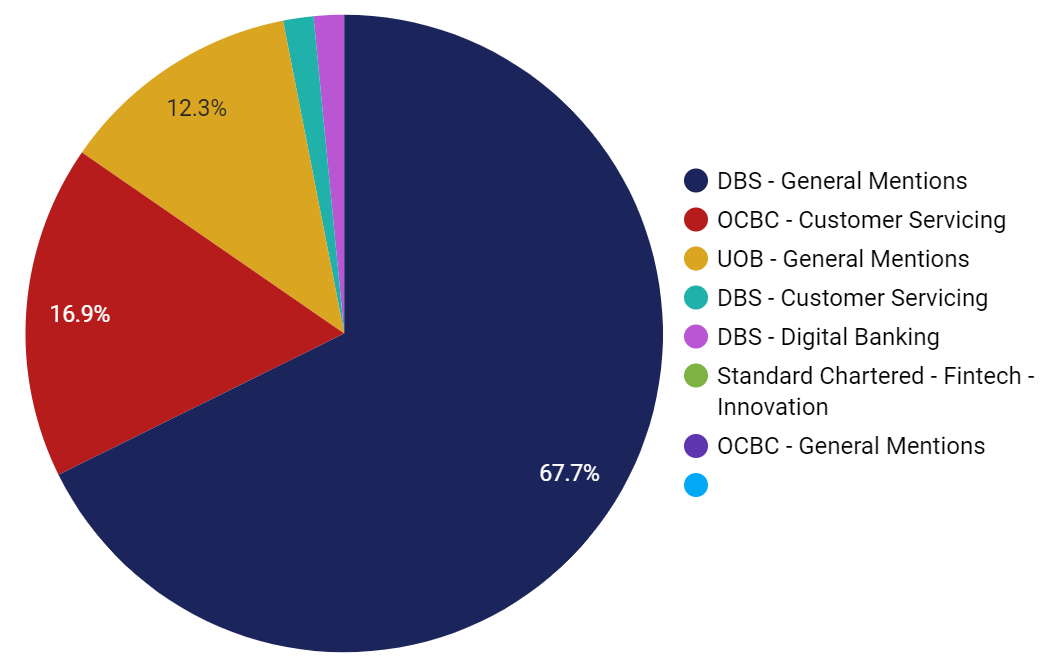 12.3%
16.9%
67.7%
DBS - General Mentions
OCBC - Customer Servicing
UOB - General Mentions
DBS - Customer Servicing
DBS - Digital Banking
Standard Chartered - Fintech -
Innovation
OCBC - General Mentions